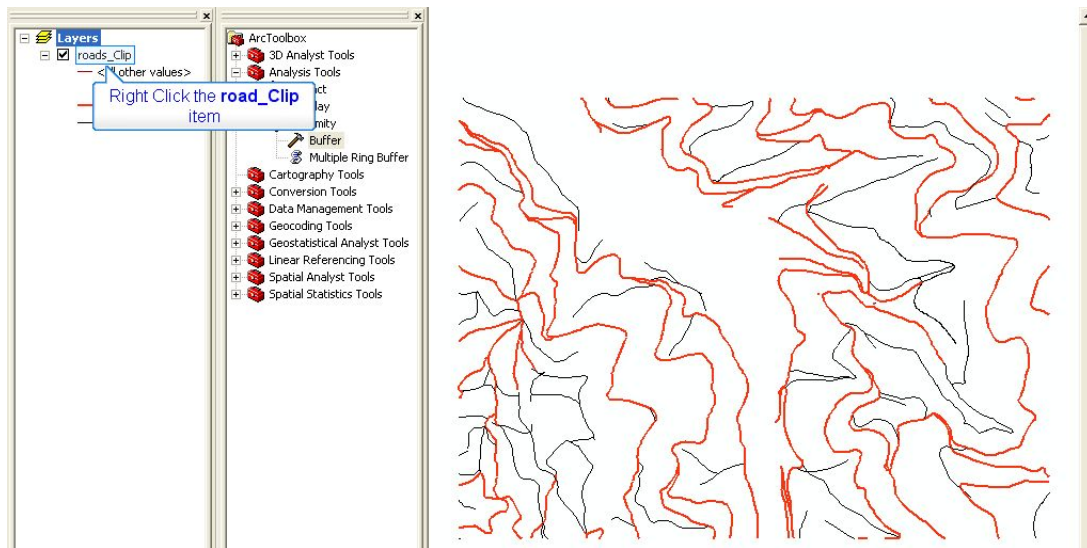 Layers
roads_Clip
other values>
Right Click the road_Clip
item
ArcToolbox
3D Analyst Tools
Analysis Tools
Buffer
Multiple Ring Buffer
Cartography Tools
Conversion Tools
Data Management Tools
Geocoding Tools
Geostatistical Analyst Tools
Linear Referencing Tools
Spatial Analyst Tools
Spatial Statistics Tools